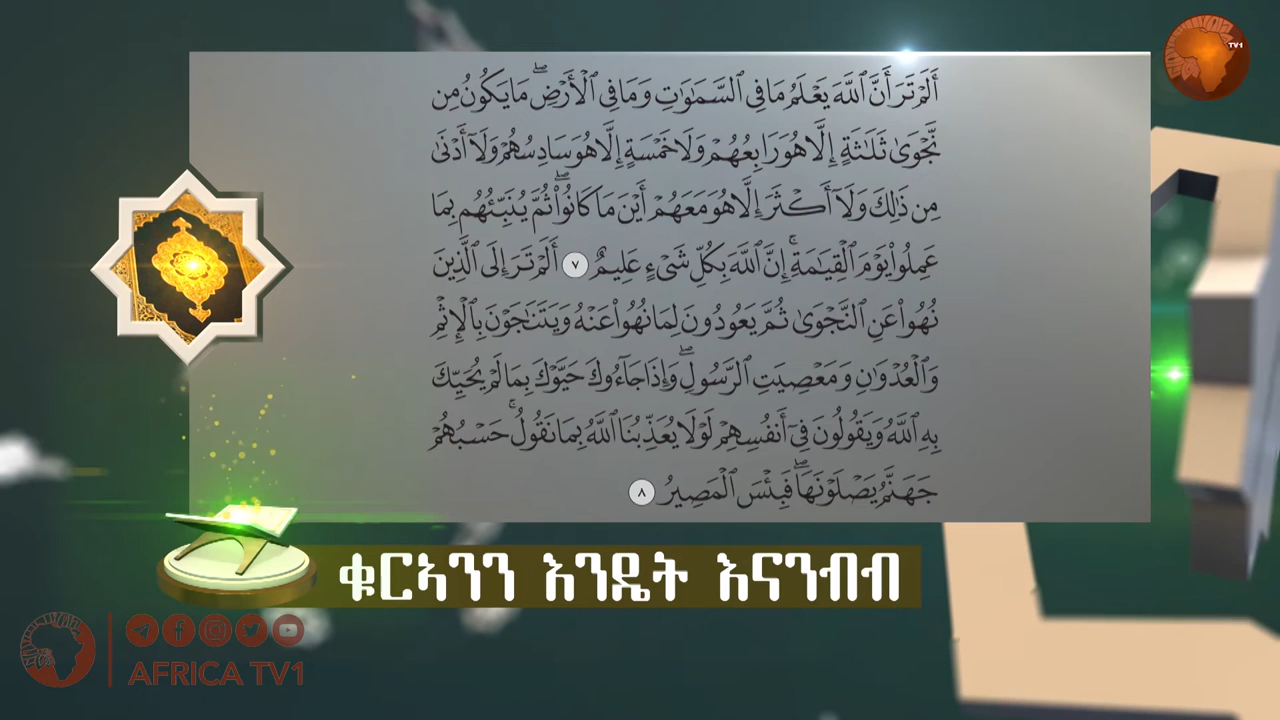 TV1
أَلَمْ تَرَ أَنَّ ٱللَّهَ يَعْلَمُ مَا فِى ٱلسَّمَٰوَٰتِ وَمَا فِى ٱلْأَرْضِ ۖ مَا يَكُونُ مِن
نَّجْوَىٰ ثَلَٰثَةٍ إِلَّا هُوَ رَابِعُهُمْ وَلَا خَمْسَةٍ إِلَّا هُوَ سَادِسُهُمْ وَلَآ أَدْنَىٰ
مِن ذَٰلِكَ وَلَآ أَكْثَرَ إِلَّا هُوَ مَعَهُمْ أَيْنَ مَا كَانُوا۟ ۖ ثُمَّ يُنَبِّئُهُم بِمَا
عَمِلُوا۟ يَوْمَ ٱلْقِيَٰمَةِ ۚ إِنَّ ٱللَّهَ بِكُلِّ شَىْءٍ عَلِيمٌ ٧ أَلَمْ تَرَ إِلَى ٱلَّذِينَ
نُهُوا۟ عَنِ ٱلنَّجْوَىٰ ثُمَّ يَعُودُونَ لِمَا نُهُوا۟ عَنْهُ وَيَتَنَٰجَوْنَ بِٱلْإِثْمِ
وَٱلْعُدْوَٰنِ وَمَعْصِيَتِ ٱلرَّسُولِ ۖ وَإِذَا جَآءُوكَ حَيَّوْكَ بِمَا لَمْ يُحَيِّكَ
بِهِ ٱللَّهُ وَيَقُولُونَ فِىٓ أَنفُسِهِمْ لَوْلَا يُعَذِّبُنَا ٱللَّهُ بِمَا نَقُولُ ۚ حَسْبُهُمْ
جَهَنَّمُ يَصْلَوْنَهَا ۖ فَبِئْسَ ٱلْمَصِيرُ ٨
ቁርኣንን እንዴት እናንብብ
AFRICA TV1